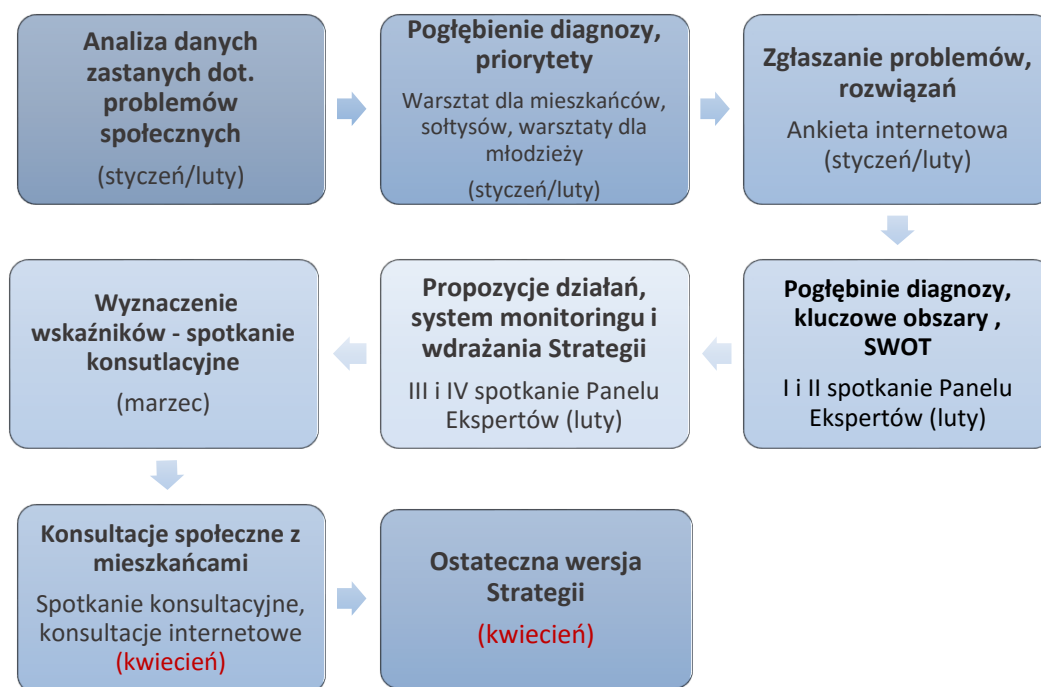 Analiza danych
zastanych dot.
problemów
społecznych
(styczeń/luty)
Pogłębienie diagnozy,
priorytety
Warsztat dla mieszkańców,
sołtysów, warsztaty dla
młodzieży
(styczeń/luty)
Zgłaszanie problemów,
rozwiązań
Ankieta internetowa
(styczeń/luty)
Pogłębinie diagnozy,
kluczowe obszary ,
SWOT
I i II spotkanie Panelu
Ekspertów (luty)
Propozycje działań,
system monitoringu i
wdrażania Strategii
III i IV spotkanie Panelu
Ekspertów (luty)
Wyznaczenie
wskaźników - spotkanie
konsutlacyjne
(marzec)
Konsultacje społeczne z
mieszkańcami
Spotkanie konsultacyjne,
konsultacje internetowe
(kwiecień)
Ostateczna wersja
Strategii
(kwiecień)